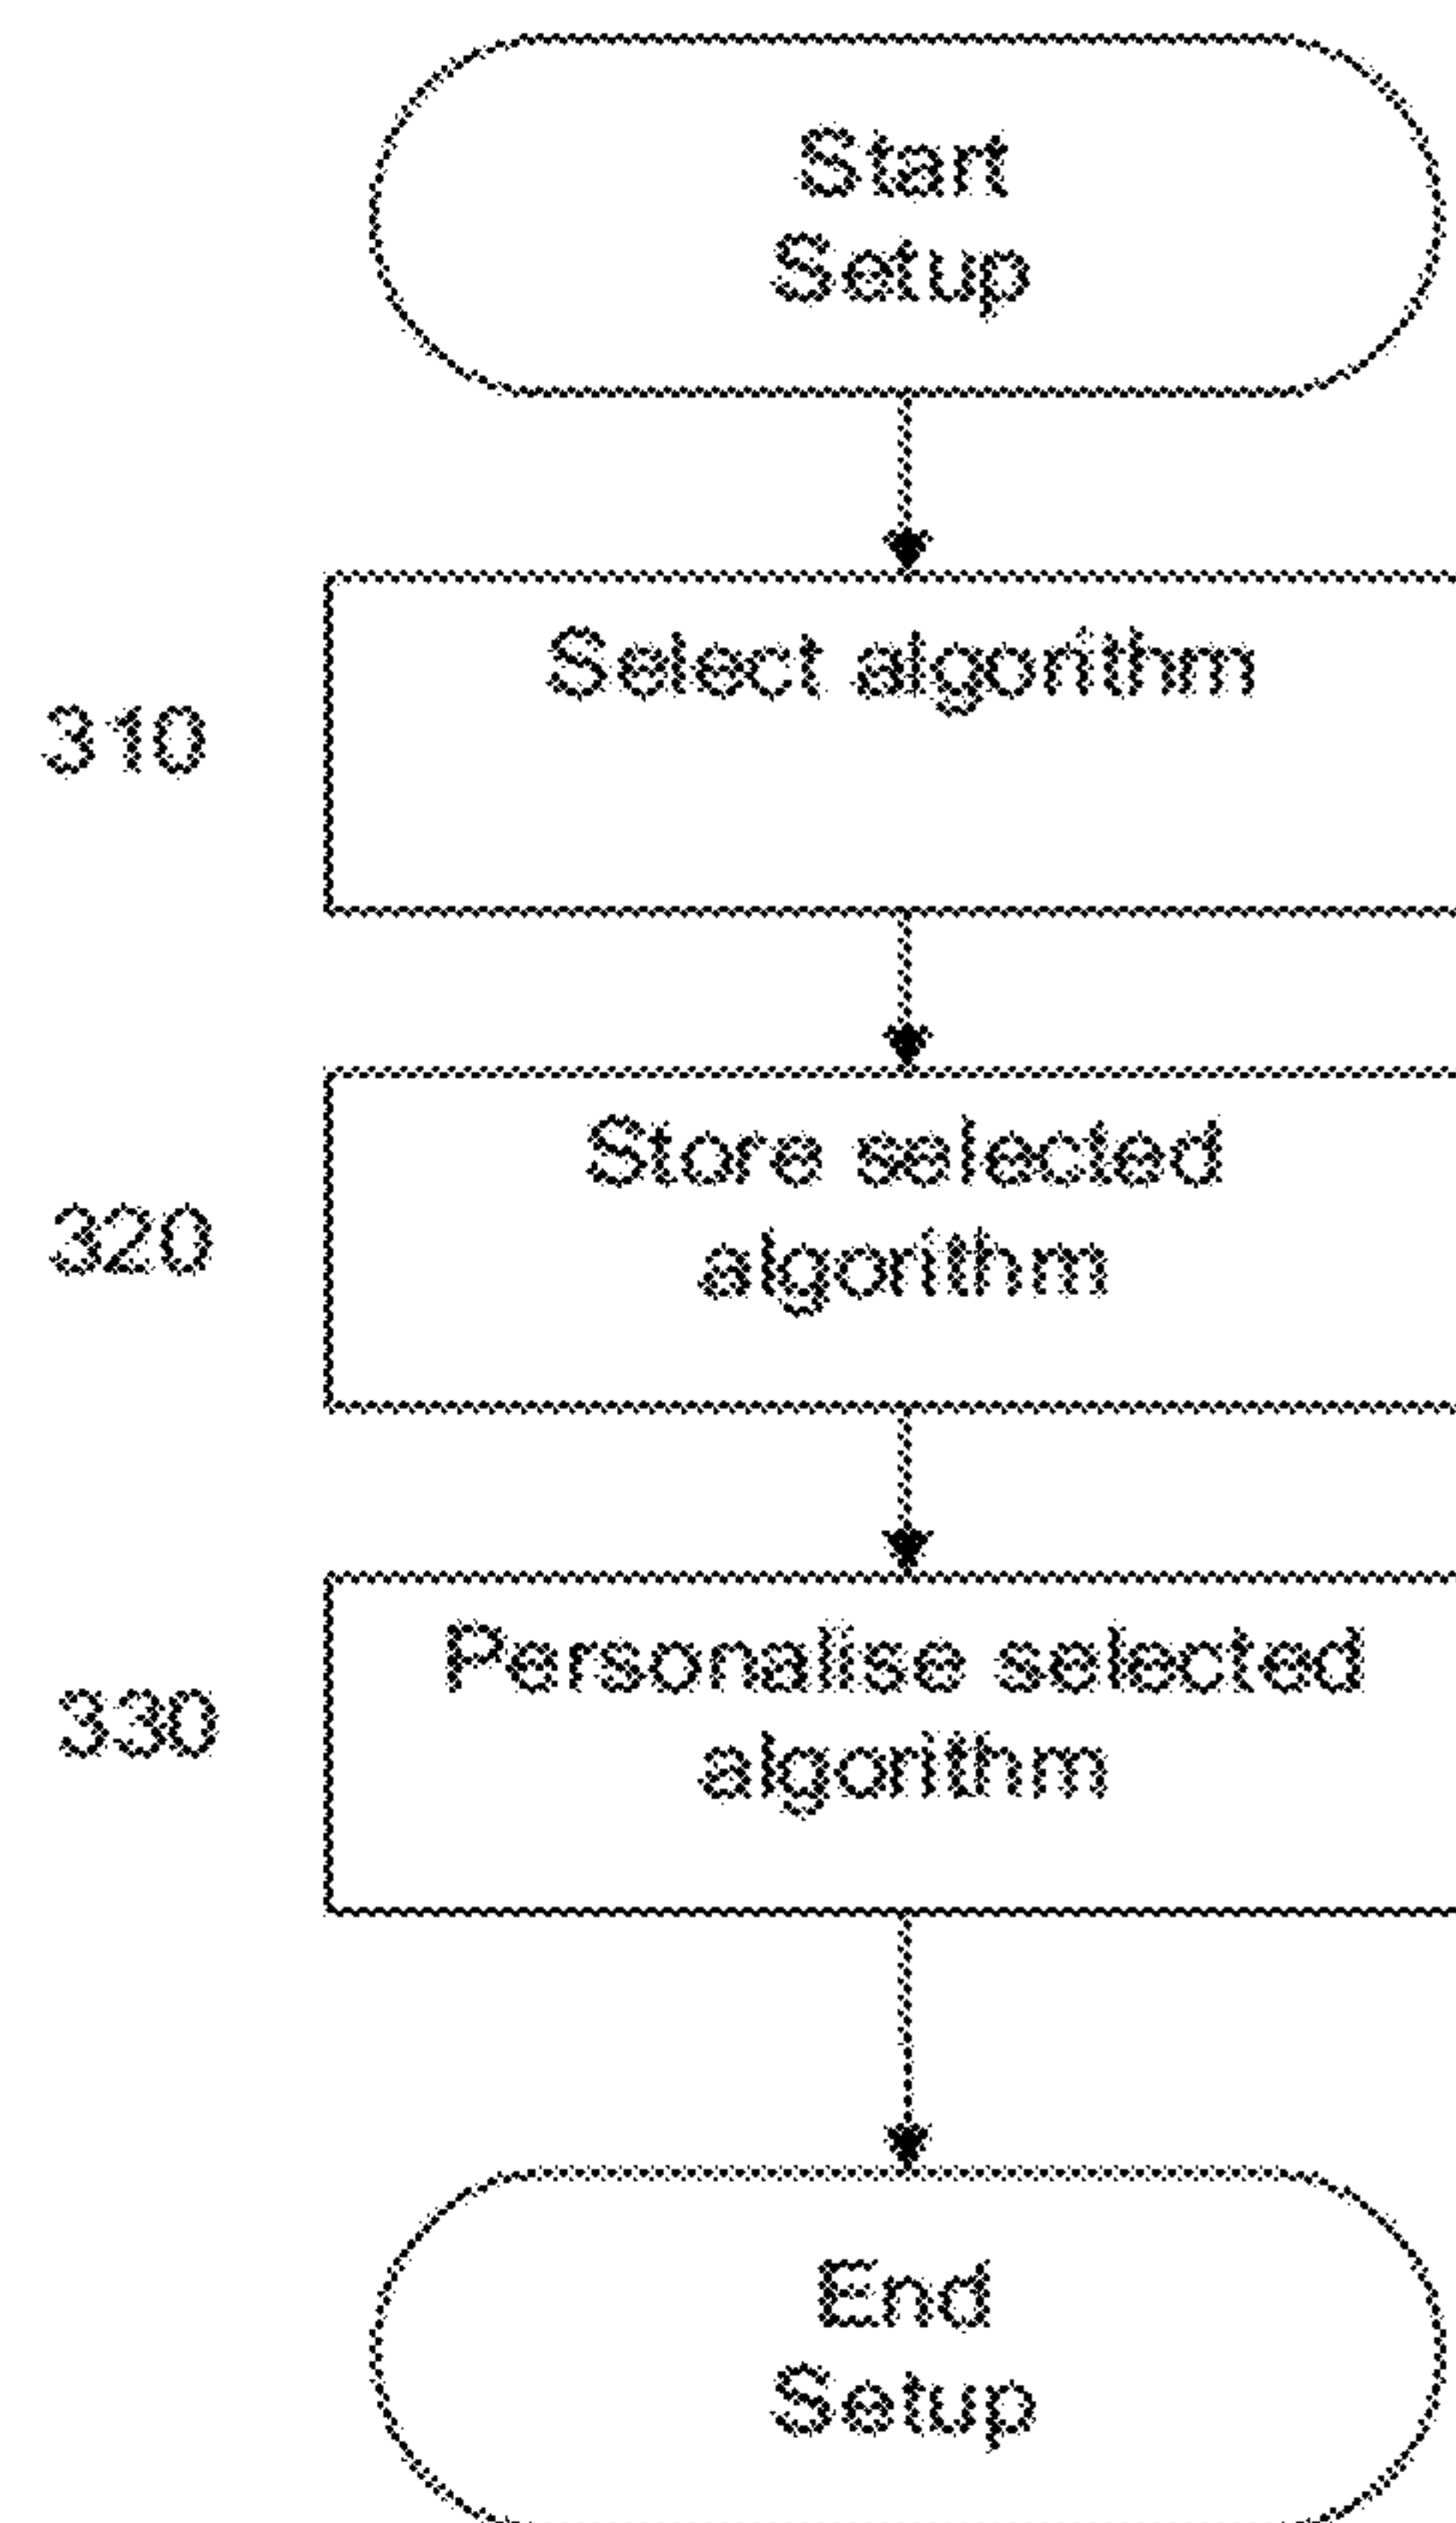 Start
Setup
310
Select algorithm
320
Store selected
algorithm
330
Personalise selected
algorithm
End
Setup